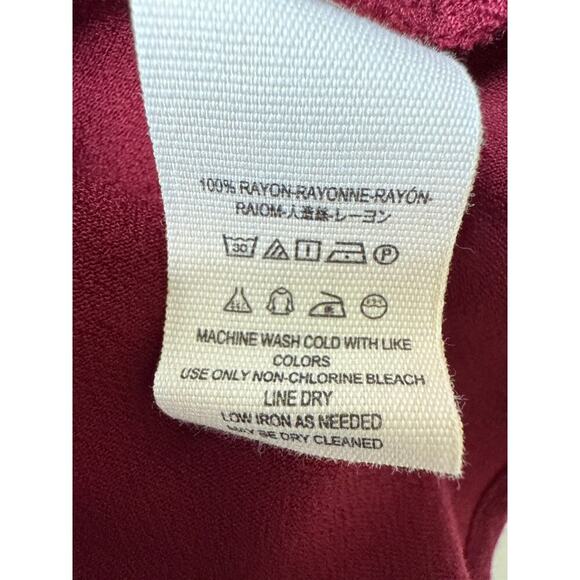 100% RAYON-RAYONNE-RAYÓN-
RAIOM-人造絲-レーヨン
30 P
MACHINE WASH COLD WITH LIKE
COLORS
USE ONLY NON-CHLORINE BLEACH
LINE DRY
LOW IRON AS NEEDED
MAY BE DRY CLEANED